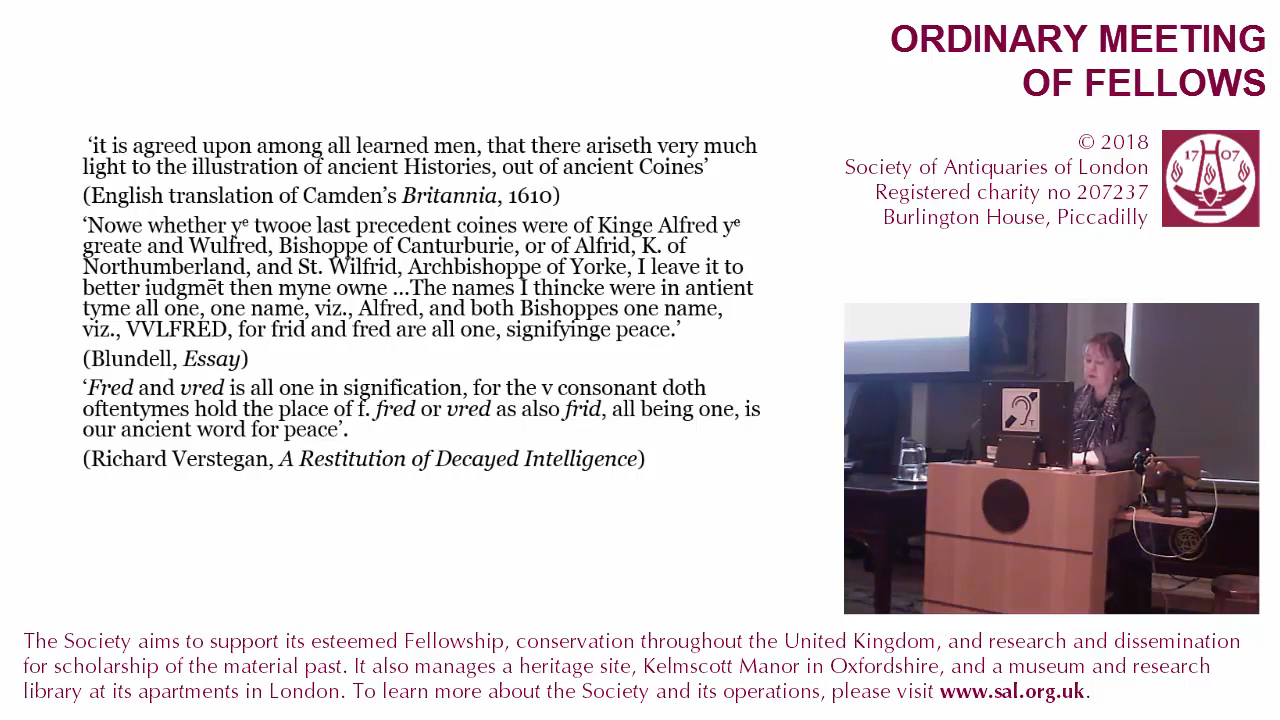 ORDINARY MEETING
OF FELLOWS
© 2018
Society of Antiquaries of London
Registered charity no 207237
Burlington House, Piccadilly
17 07
‘it is agreed upon among all learned men, that there ariseth very much
light to the illustration of ancient Histories, out of ancient Coines’
(English translation of Camden’s Britannia, 1610)
‘Nowe whether yᵉ twooe last precedent coines were of Kinge Alfred yᵉ
greate and Wulfred, Bishoppe of Canturburie, or of Alfrid, K. of
Northumberland, and St. Wilfrid, Archbishoppe of Yorke, I leave it to
better iudgmēt then myne owne ...The names I thincke were in antient
tyme all one, one name, viz., Alfred, and both Bishoppes one name,
viz., VVLFRED, for frid and fred are all one, signifyinge peace.’
(Blundell, Essay)
‘Fred and vred is all one in signification, for the v consonant doth
oftentymes hold the place of f. fred or vred as also frid, all being one, is
our ancient word for peace’.
(Richard Verstegan, A Restitution of Decayed Intelligence)
T
The Society aims to support its esteemed Fellowship, conservation throughout the United Kingdom, and research and dissemination
for scholarship of the material past. It also manages a heritage site, Kelmscott Manor in Oxfordshire, and a museum and research
library at its apartments in London. To learn more about the Society and its operations, please visit www.sal.org.uk.